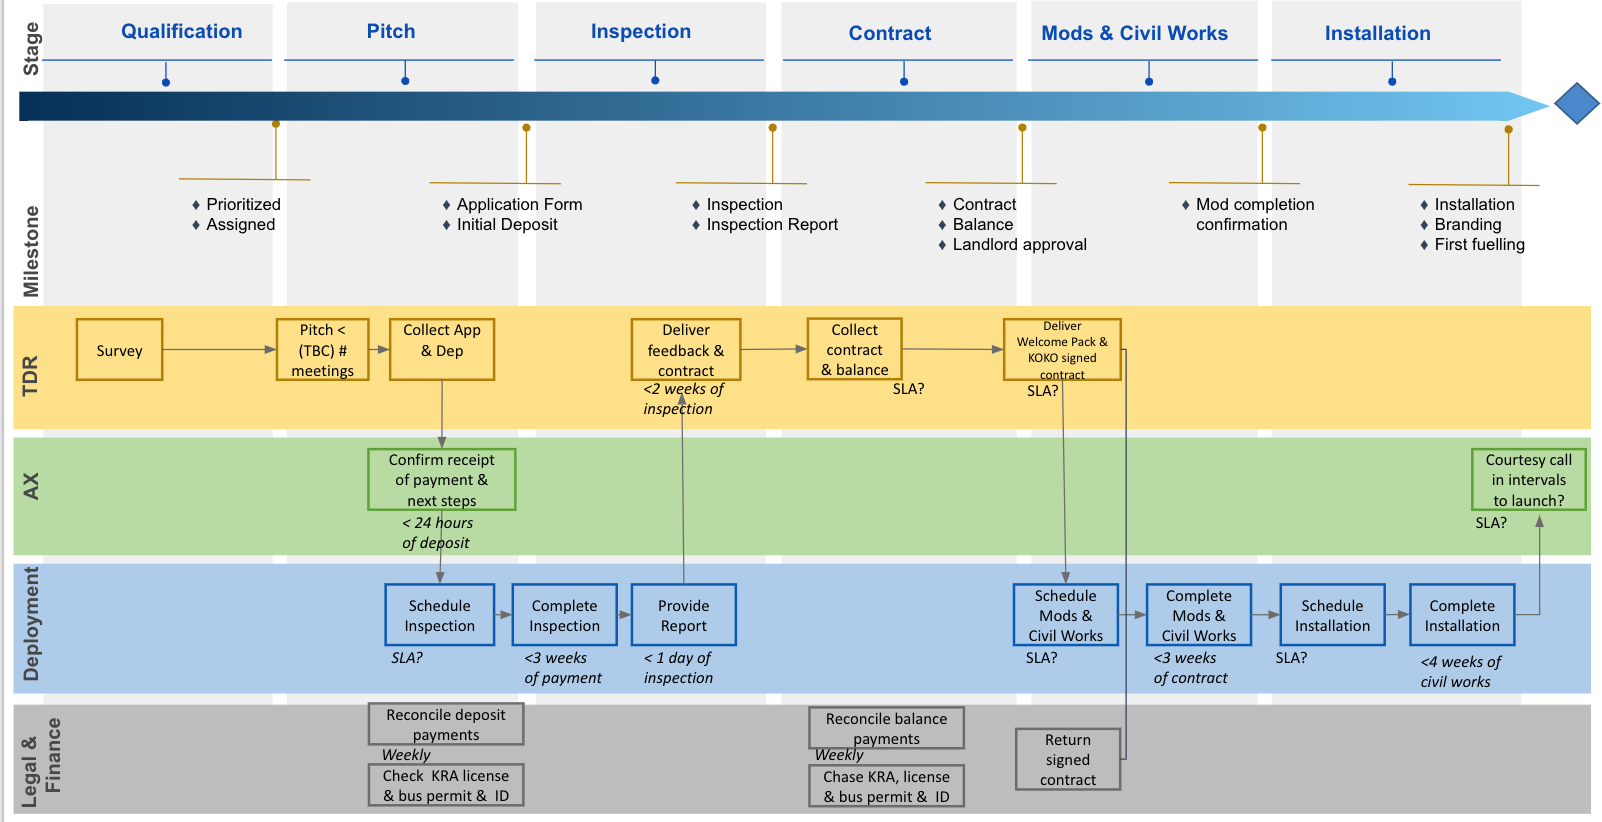 Stage
Qualification
Pitch
Inspection
Contract
Mods & Civil Works
Installation
Milestone
♦ Prioritized
♦ Assigned
♦ Application Form
♦ Initial Deposit
♦ Inspection
♦ Inspection Report
♦ Contract
♦ Balance
♦ Landlord approval
♦ Mod completion
confirmation
♦ Installation
♦ Branding
♦ First fuelling
TDR
Survey
Pitch <
(TBC) #
meetings
Collect App
& Dep
Deliver
feedback &
contract
<2 weeks of
inspection
Collect
contract
& balance
SLA?
Deliver
Welcome Pack &
KOKO signed
contract
SLA?
AX
Confirm receipt
of payment &
next steps
< 24 hours
of deposit
Courtesy call
in intervals
to launch?
SLA?
Deployment
Schedule
Inspection
SLA?
Complete
Inspection
<3 weeks
of payment
Provide
Report
< 1 day of
inspection
Schedule
Mods &
Civil Works
SLA?
Complete
Mods &
Civil Works
<3 weeks
of contract
Schedule
Installation
SLA?
Complete
Installation
<4 weeks of
civil works
Legal &
Finance
Reconcile deposit
payments
Weekly
Check KRA license
& bus permit & ID
Reconcile balance
payments
Weekly
Chase KRA, license
& bus permit & ID
Return
signed
contract